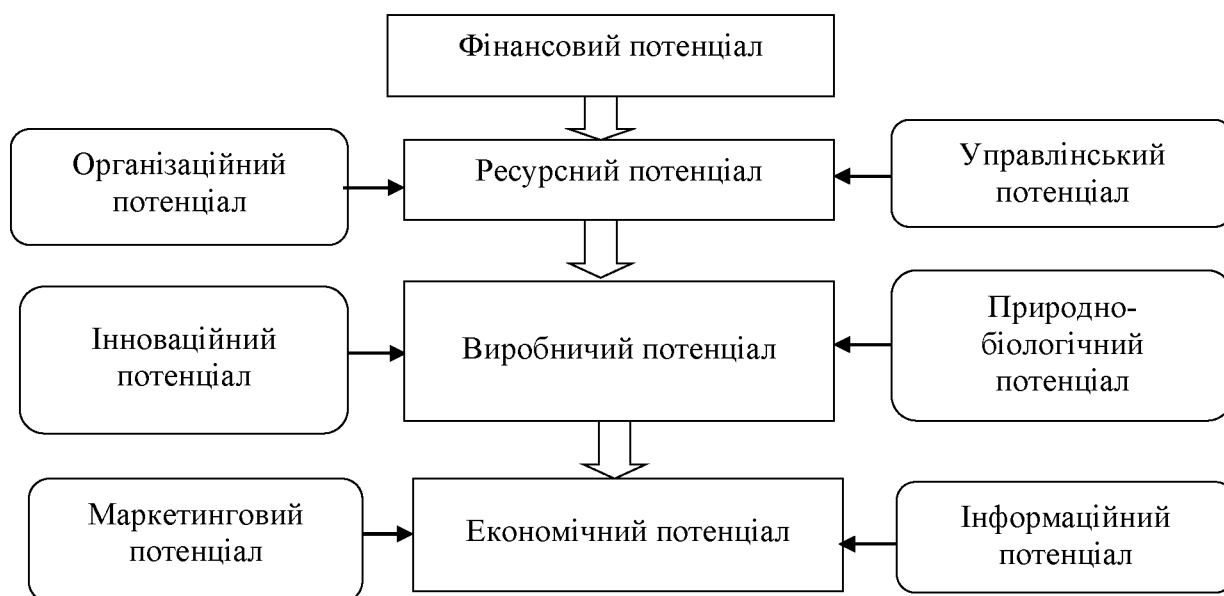 Фінансовий потенціал
Організаційний
потенціал
Ресурсний потенціал
Управлінський
потенціал
Інноваційний
потенціал
Виробничий потенціал
Природно-
біологічний
потенціал
Маркетинговий
потенціал
Економічний потенціал
Інформаційний
потенціал